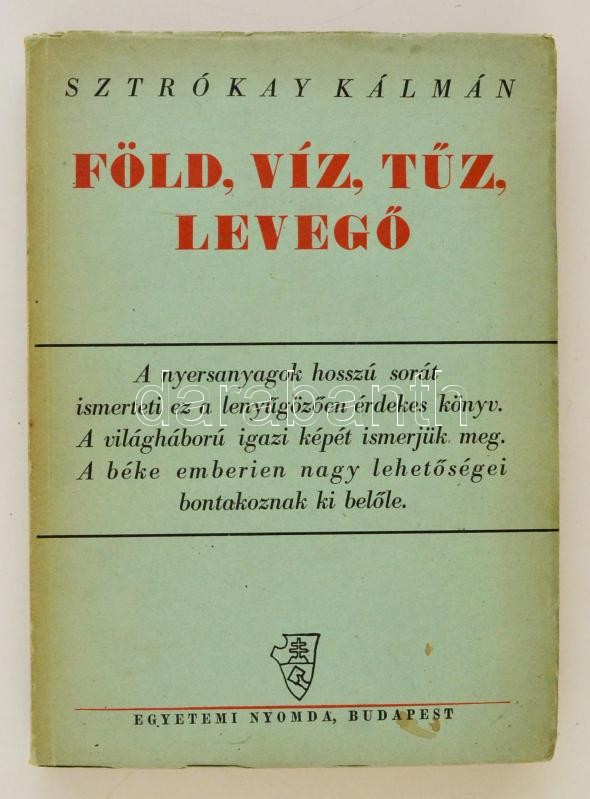 SZTRÓKAY KÁLMÁN
FÖLD, VÍZ, TŰZ,
LEVEGŐ
A nyersanyagok hosszú sorát
ismerteti ez a lenyűgözően érdekes könyv.
A világháború igazi képét ismerjük meg.
A béke emberien nagy lehetőségei
bontakoznak ki belőle.
darabanth
EGYETEMI NYOMDA, BUDAPEST